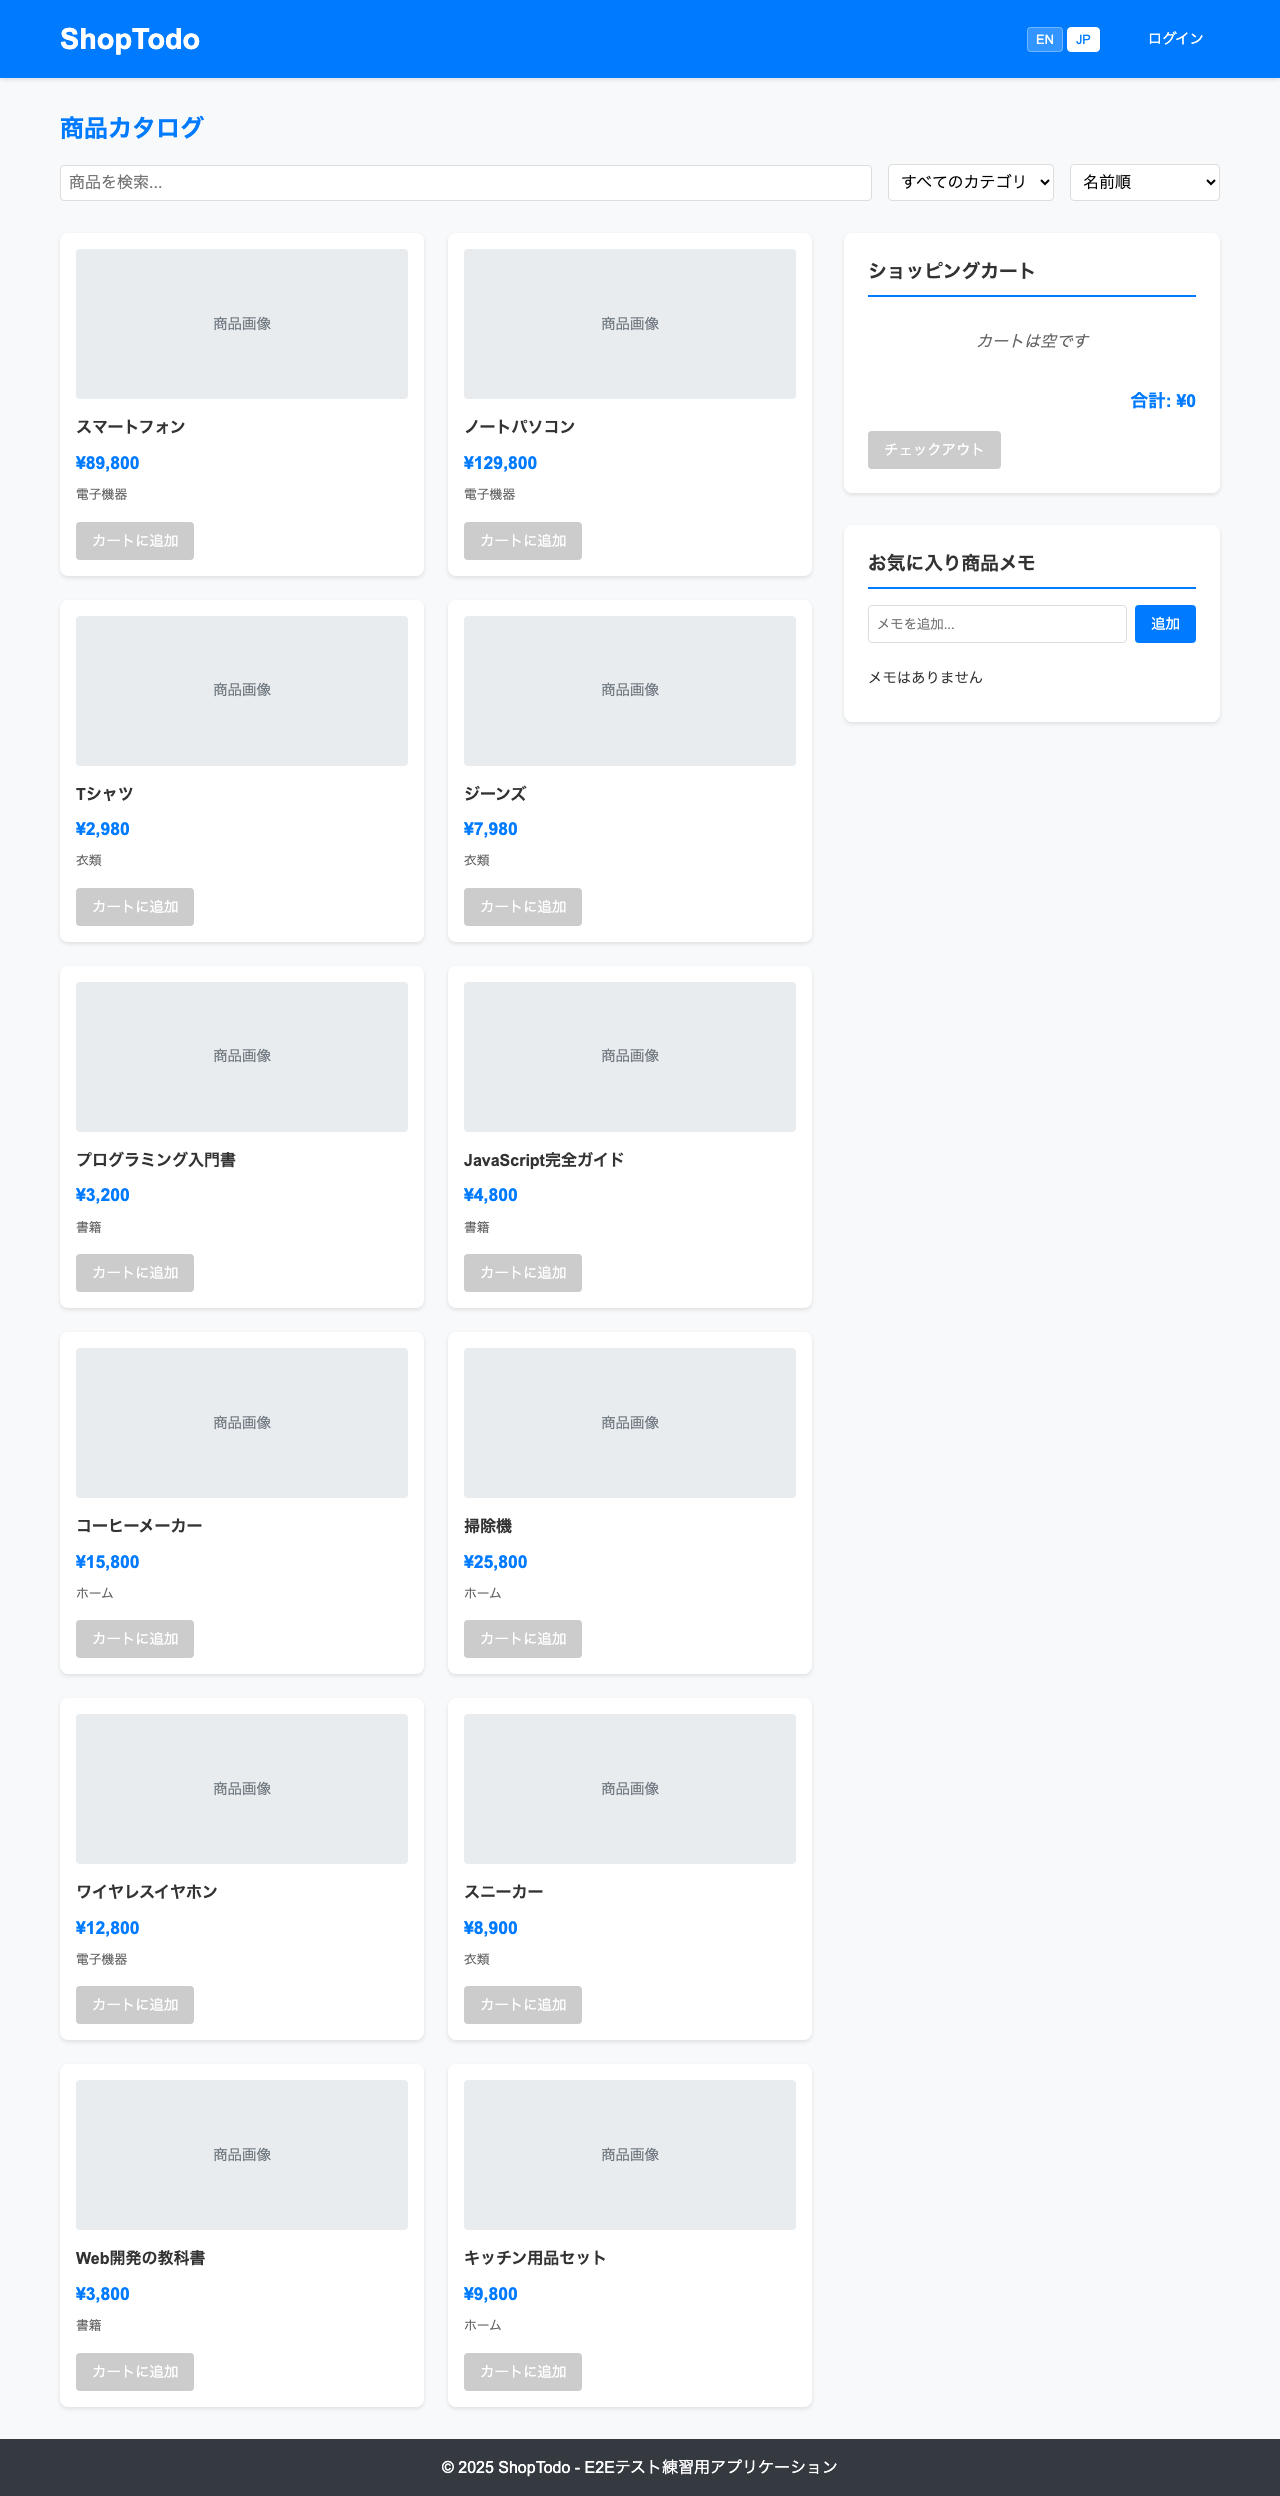 ShopTodo
EN
JP
ログイン
商品カタログ
商品を検索...
すべてのカテゴリ
名前順
商品画像
スマートフォン
¥89,800
電子機器
カートに追加
商品画像
ノートパソコン
¥129,800
電子機器
カートに追加
商品画像
Tシャツ
¥2,980
衣類
カートに追加
商品画像
ジーンズ
¥7,980
衣類
カートに追加
商品画像
プログラミング入門書
¥3,200
書籍
カートに追加
商品画像
JavaScript完全ガイド
¥4,800
書籍
カートに追加
商品画像
コーヒーメーカー
¥15,800
ホーム
カートに追加
商品画像
掃除機
¥25,800
ホーム
カートに追加
商品画像
ワイヤレスイヤホン
¥12,800
電子機器
カートに追加
商品画像
スニーカー
¥8,900
衣類
カートに追加
商品画像
Web開発の教科書
¥3,800
書籍
カートに追加
商品画像
キッチン用品セット
¥9,800
ホーム
カートに追加
ショッピングカート
カートは空です
合計: ¥0
チェックアウト
お気に入り商品メモ
メモを追加...
追加
メモはありません
© 2025 ShopTodo - E2Eテスト練習用アプリケーション